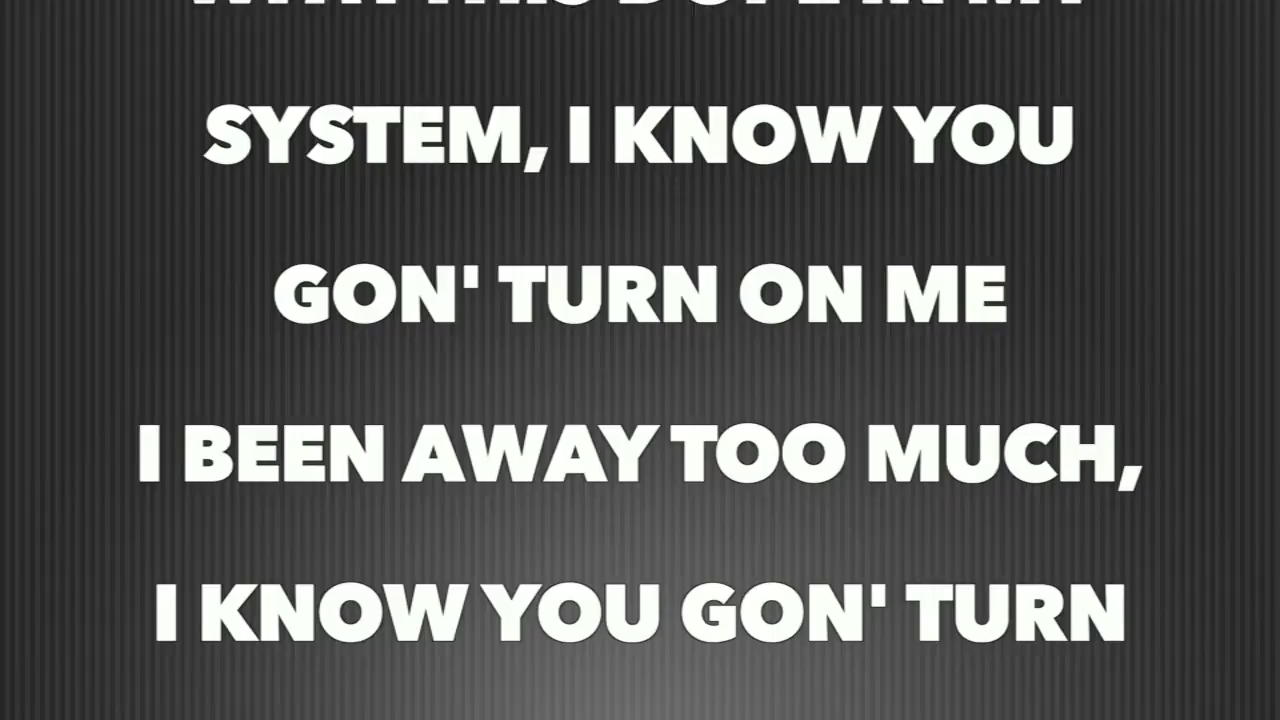 SYSTEM, I KNOW YOU
GON' TURN ON ME
I BEEN AWAY TOO MUCH,
I KNOW YOU GON' TURN